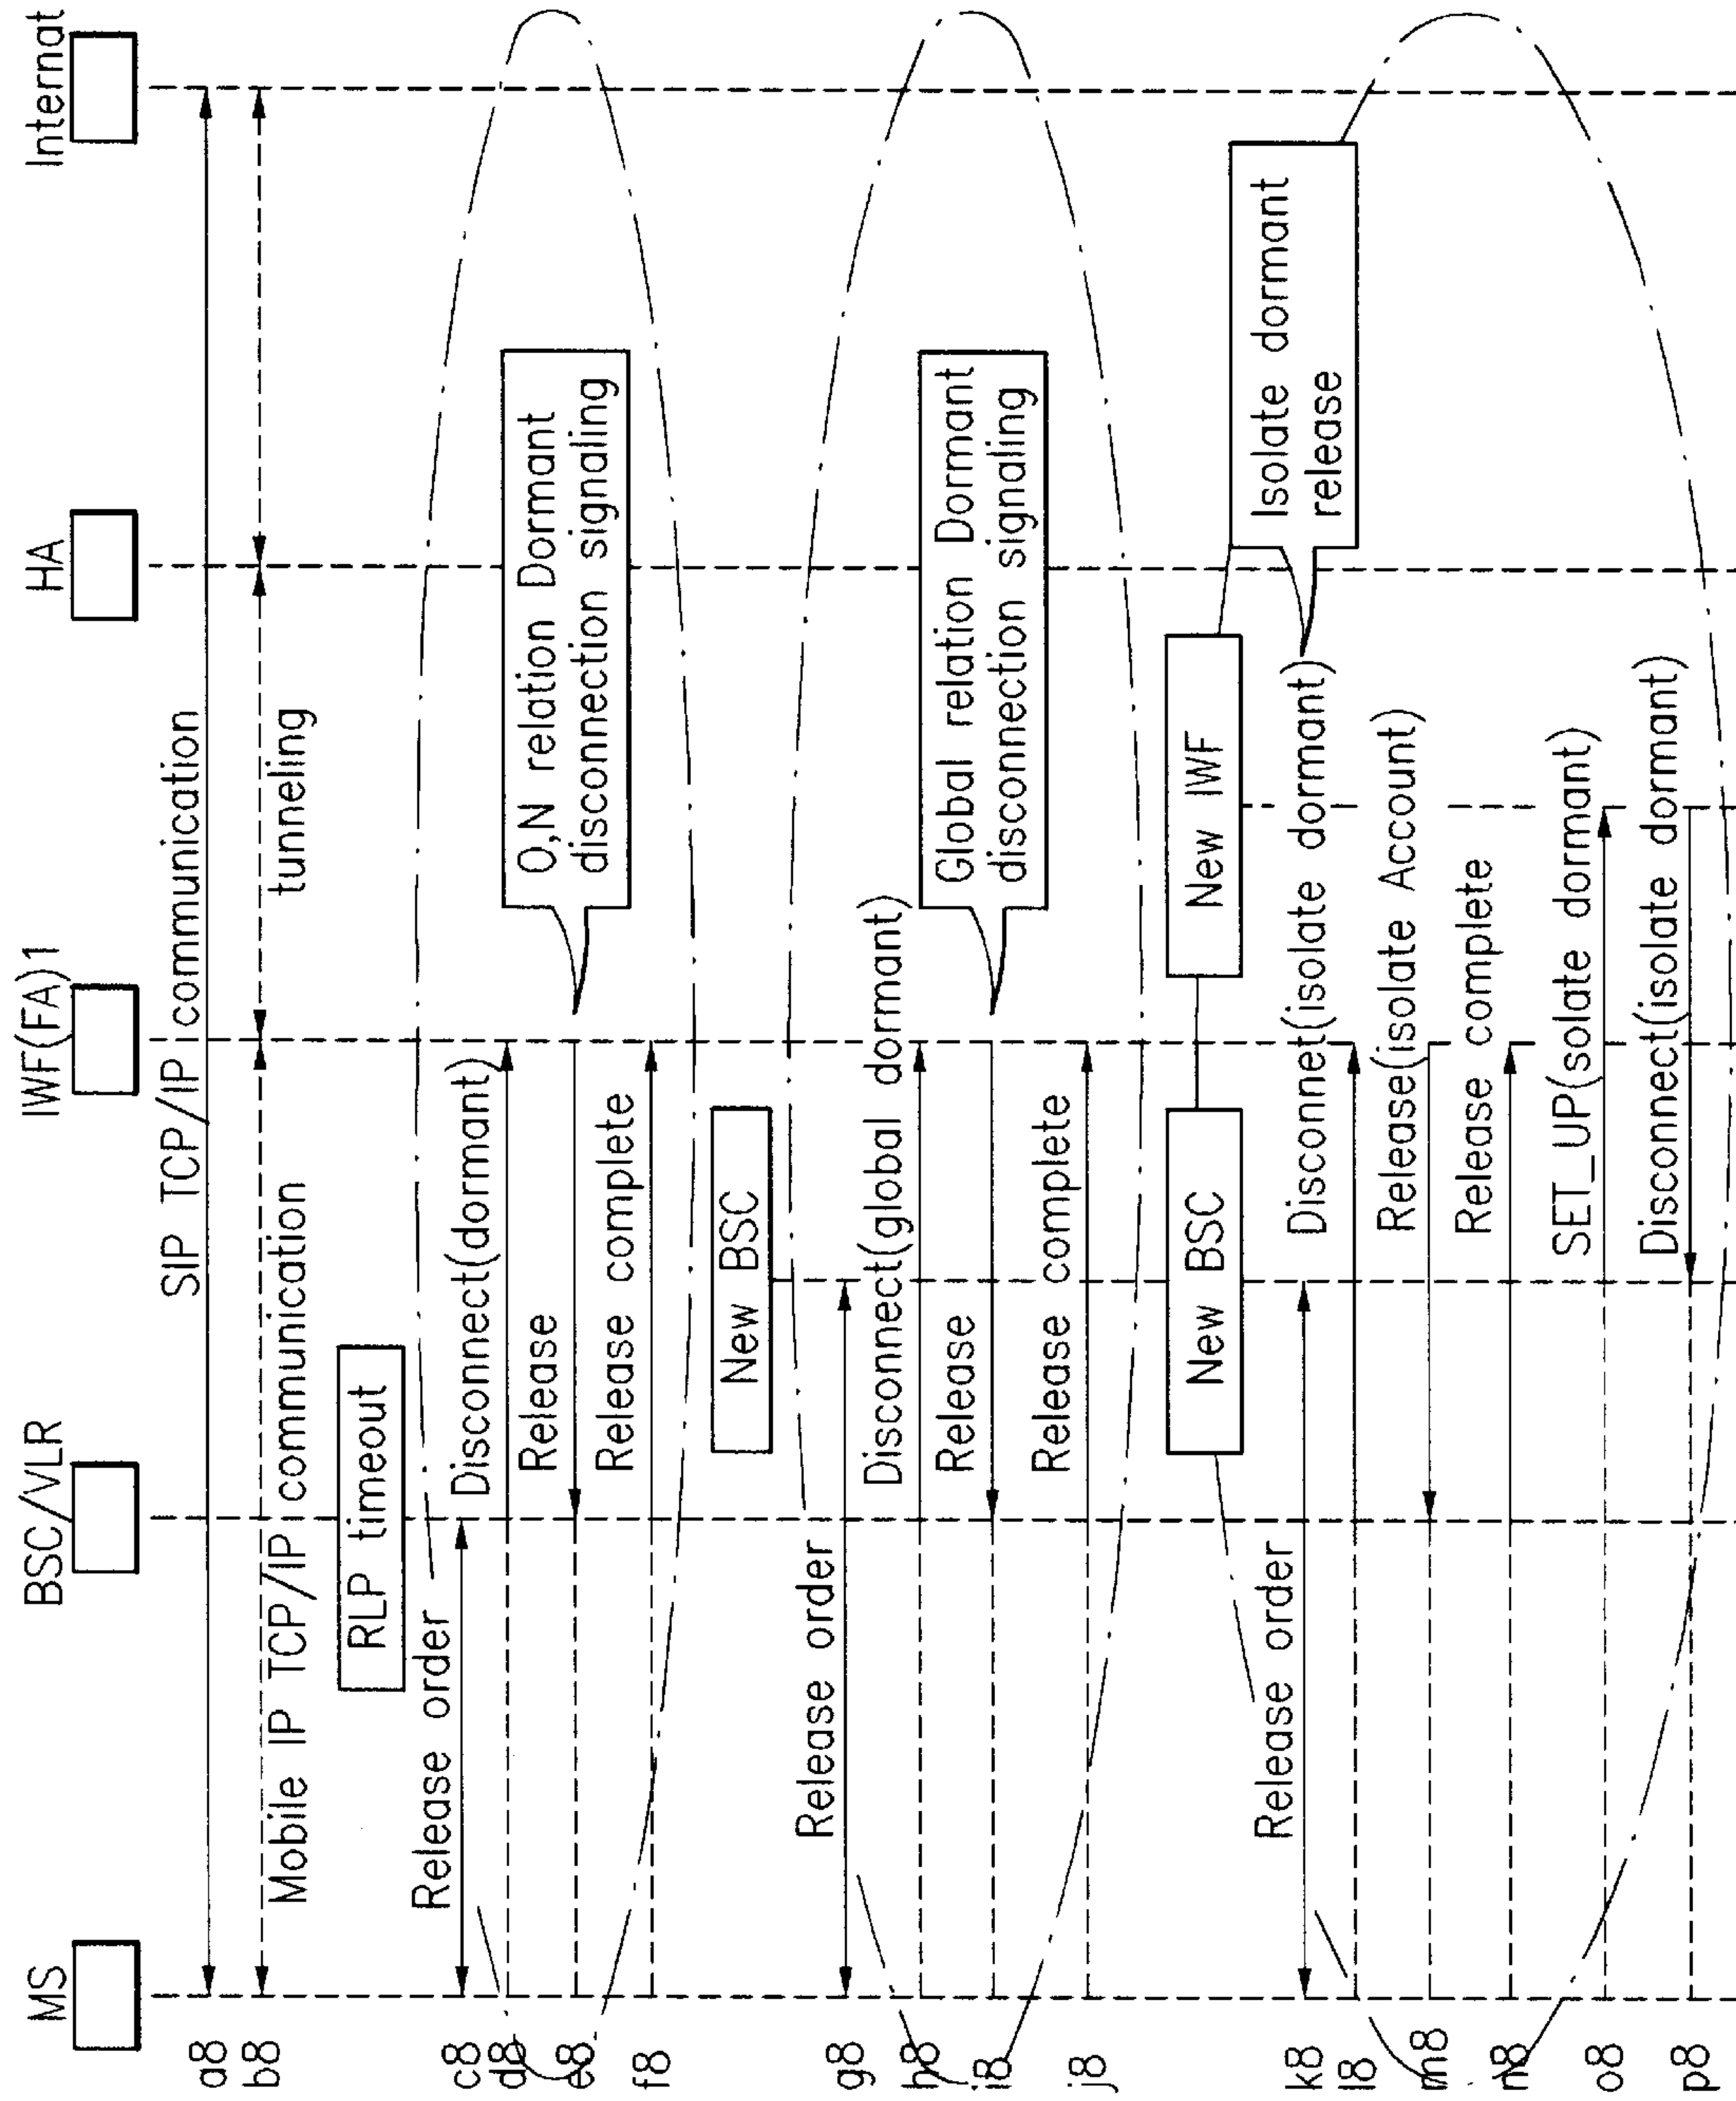 MS
BSC/VLR
IWF(FA)1
HA
Internat
a8
SIP TCP/IP communication
b8
Mobile IP TCP/IP communication
tunneling
RLP timeout
c8
Release order
d8
Disconnect(dormant)
O,N relation Dormant
disconnection signaling
e8
Release
f8
Release complete
New BSC
g8
Release order
h8
Disconnect(global dormant)
Global relation Dormant
disconnection signaling
i8
Release
j8
Release complete
New BSC
New IWF
Isolate dormant
release
k8
Release order
l8
Disconnet(isolate dormant)
m8
Release(isolate Account)
n8
Release complete
o8
SET_UP(solate dormant)
p8
Disconnect(isolate dormant)